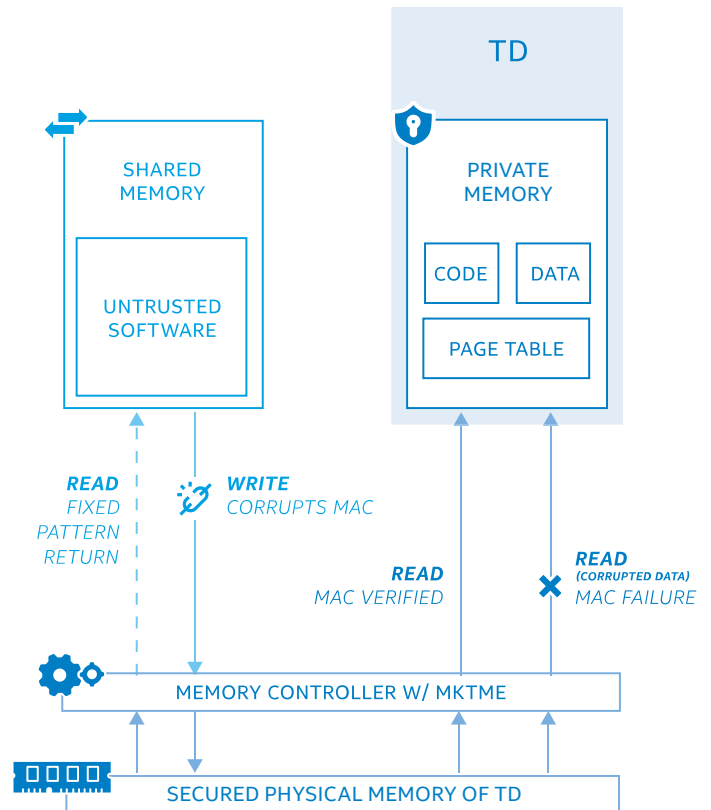 TD
SHARED
MEMORY
PRIVATE
MEMORY
UNTRUSTED
SOFTWARE
CODE
DATA
PAGE TABLE
READ
FIXED
PATTERN
RETURN
WRITE
CORRUPTS MAC
READ
MAC VERIFIED
READ
(CORRUPTED DATA)
MAC FAILURE
MEMORY CONTROLLER W/ MKTME
SECURED PHYSICAL MEMORY OF TD